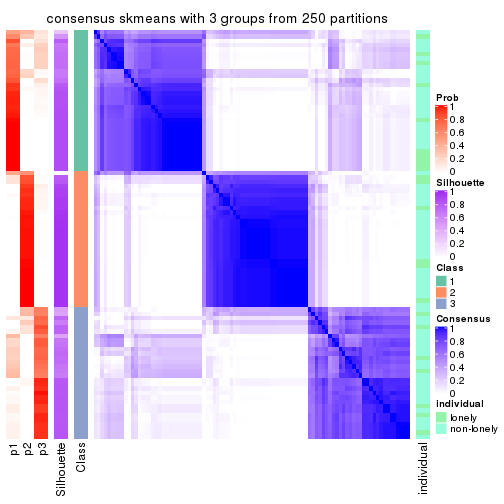 consensus skmeans with 3 groups from 250 partitions
Prob
1
0.8
0.6
0.4
0.2
0
Silhouette
1
0.8
0.6
0.4
0.2
0
Class
1
2
3
Consensus
1
0.8
0.6
0.4
0.2
0
individual
lonely
non-lonely
p1
p2
p3
Silhouette
Class
individual